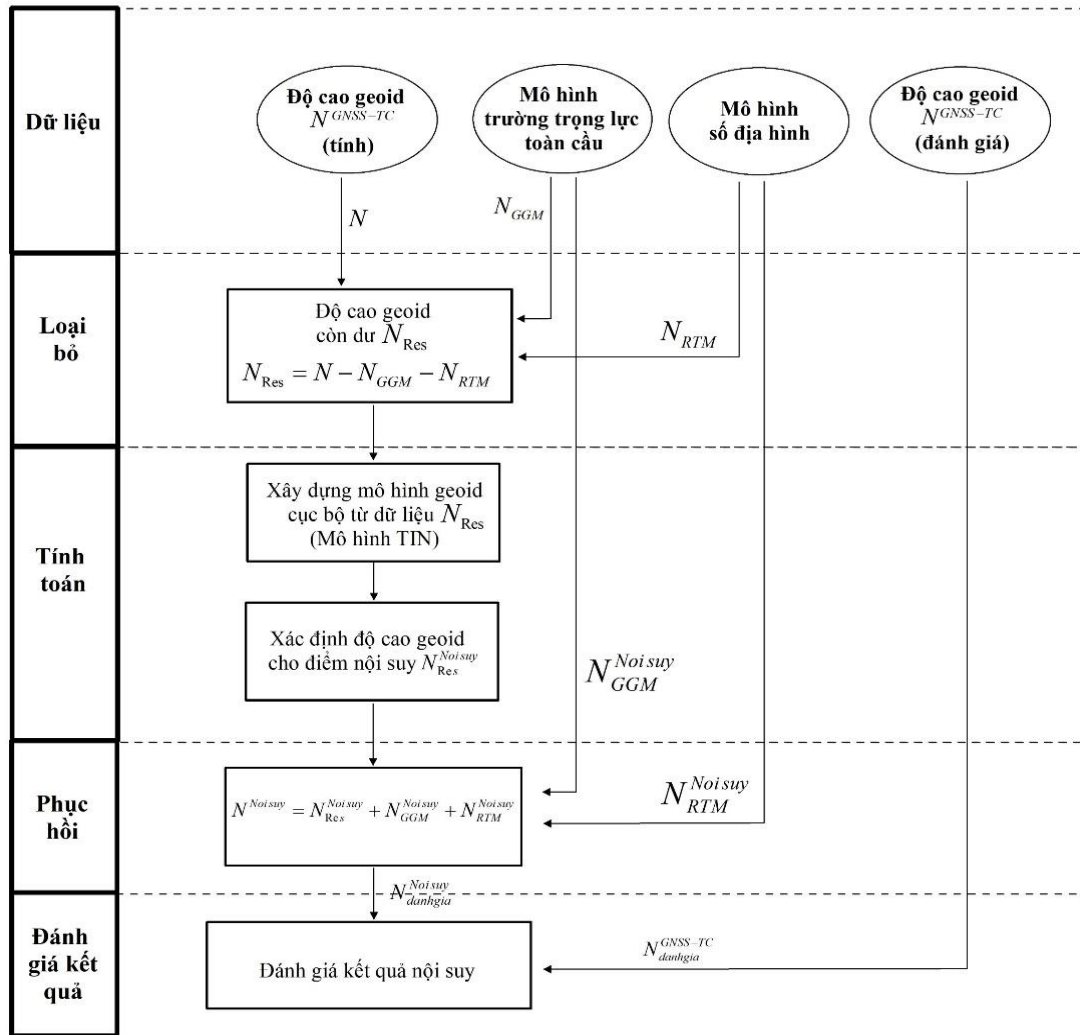 Dữ liệu
Độ cao geoid
N^{GNSS-TC}
(tính)
Mô hình
trường trọng lực
toàn cầu
Mô hình
số địa hình
Độ cao geoid
N^{GNSS-TC}
(đánh giá)
N
N_{GGM}
Loại
bỏ
Độ cao geoid
còn dư N_{Res}
N_{Res} = N - N_{GGM} - N_{RTM}
N_{RTM}
Tính
toán
Xây dựng mô hình geoid
cục bộ từ dữ liệu N_{Res}
(Mô hình TIN)
Xác định độ cao geoid
cho điểm nội suy N_{Res}^{Noi suy}
N_{GGM}^{Noi suy}
Phục
hồi
N^{Noi suy} = N_{Res}^{Noi suy} + N_{GGM}^{Noi suy} + N_{RTM}^{Noi suy}
N_{RTM}^{Noi suy}
N_{danhgia}^{Noi suy}
Đánh
giá kết
quả
Đánh giá kết quả nội suy
N_{danhgia}^{GNSS-TC}